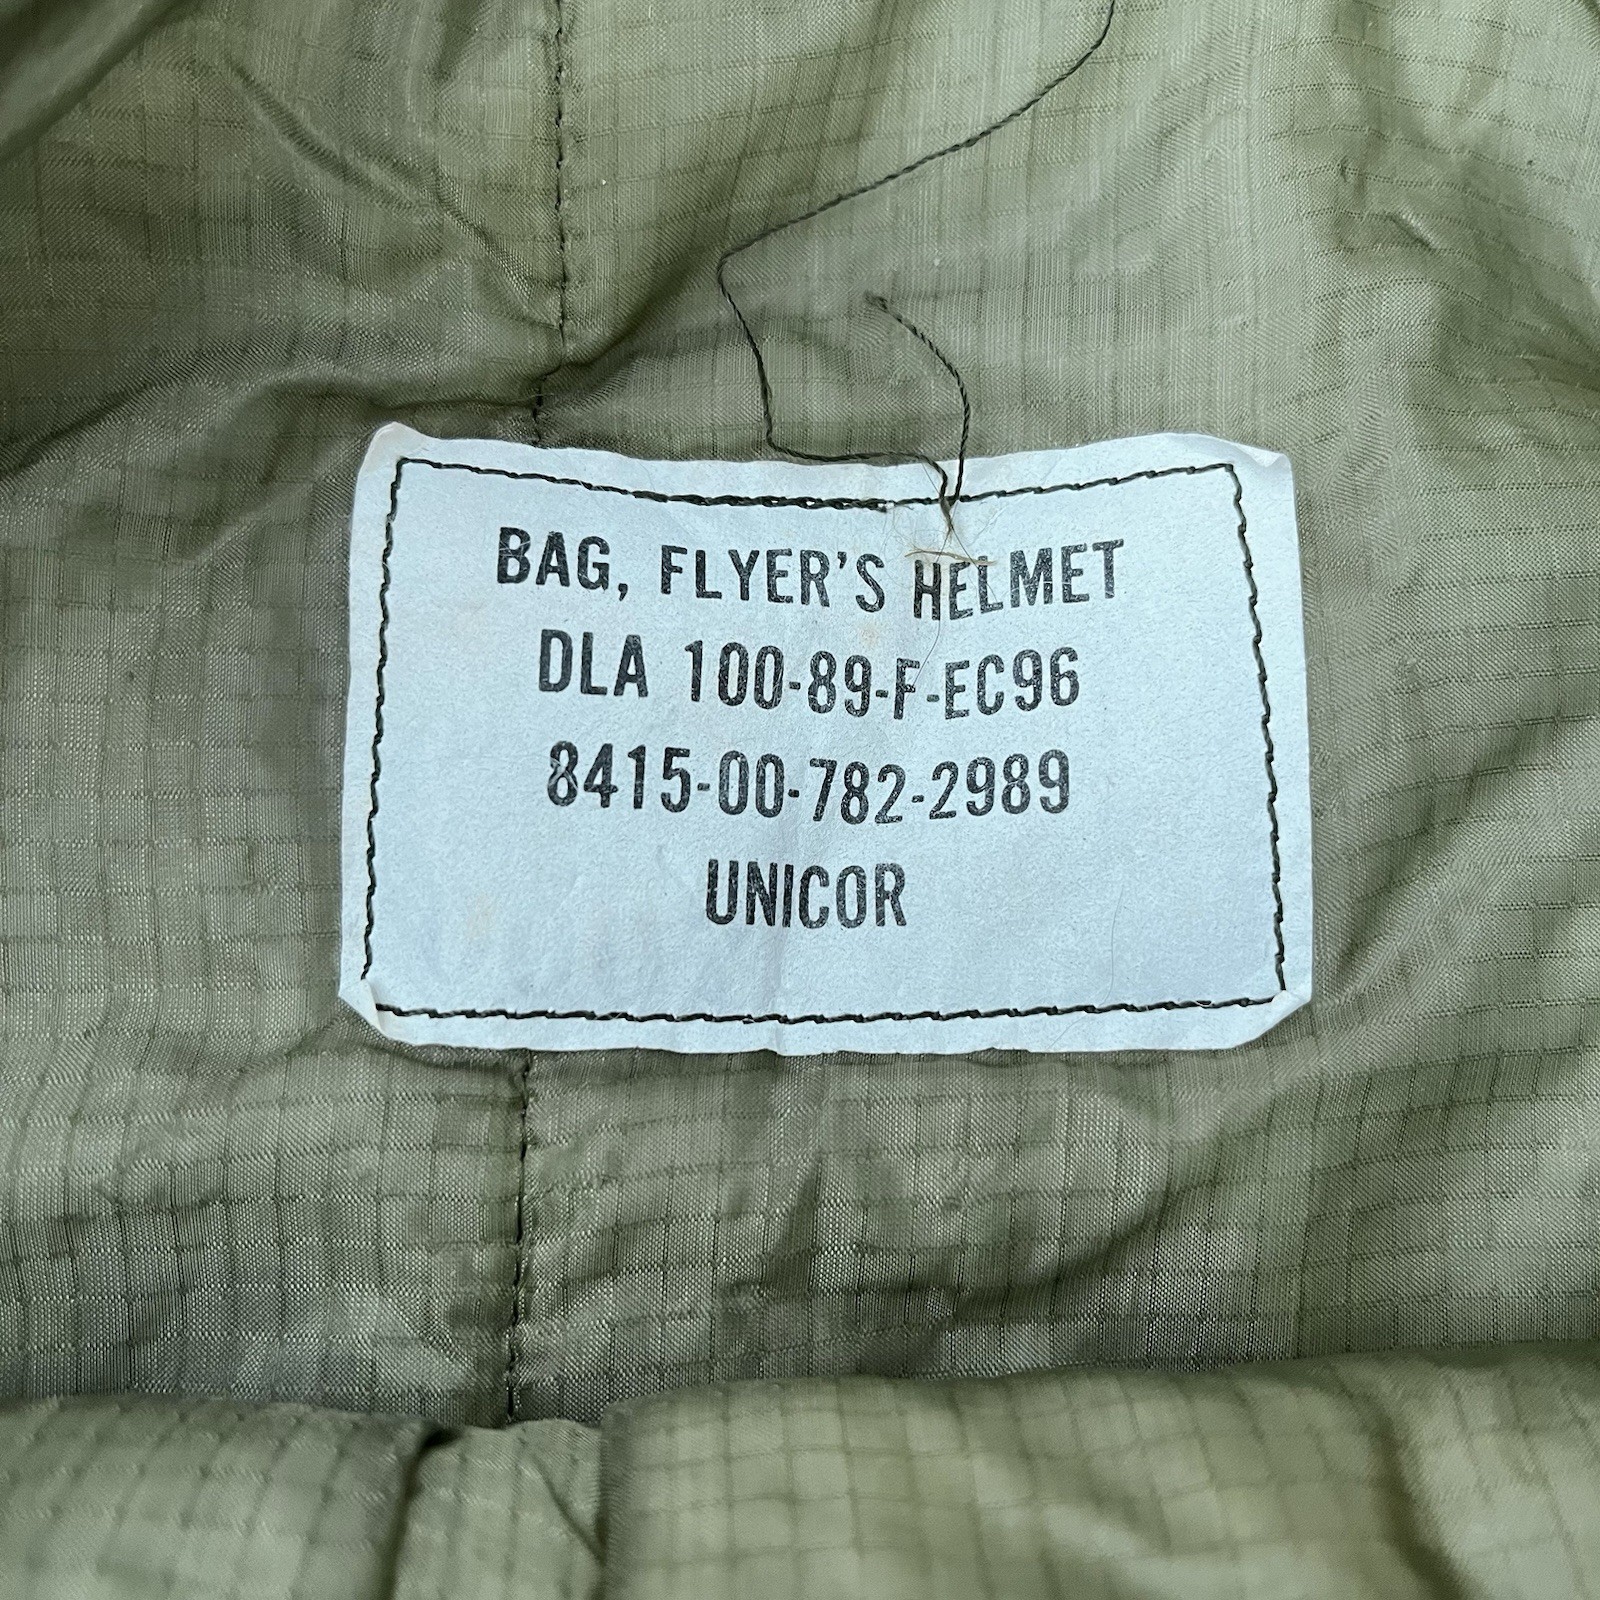 BAG, FLYER'S HELMET
DLA 100-89-F-EC96
8415-00-782-2989
UNICOR